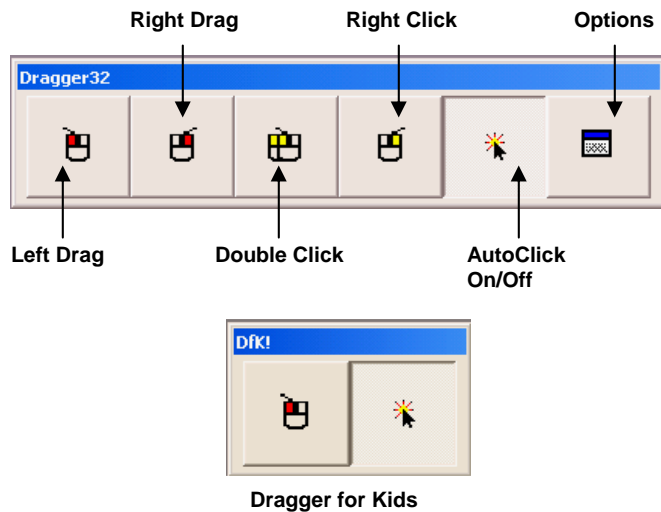 Right Drag
Right Click
Options
Dragger32
Left Drag
Double Click
AutoClick
On/Off
DfK!
Dragger for Kids